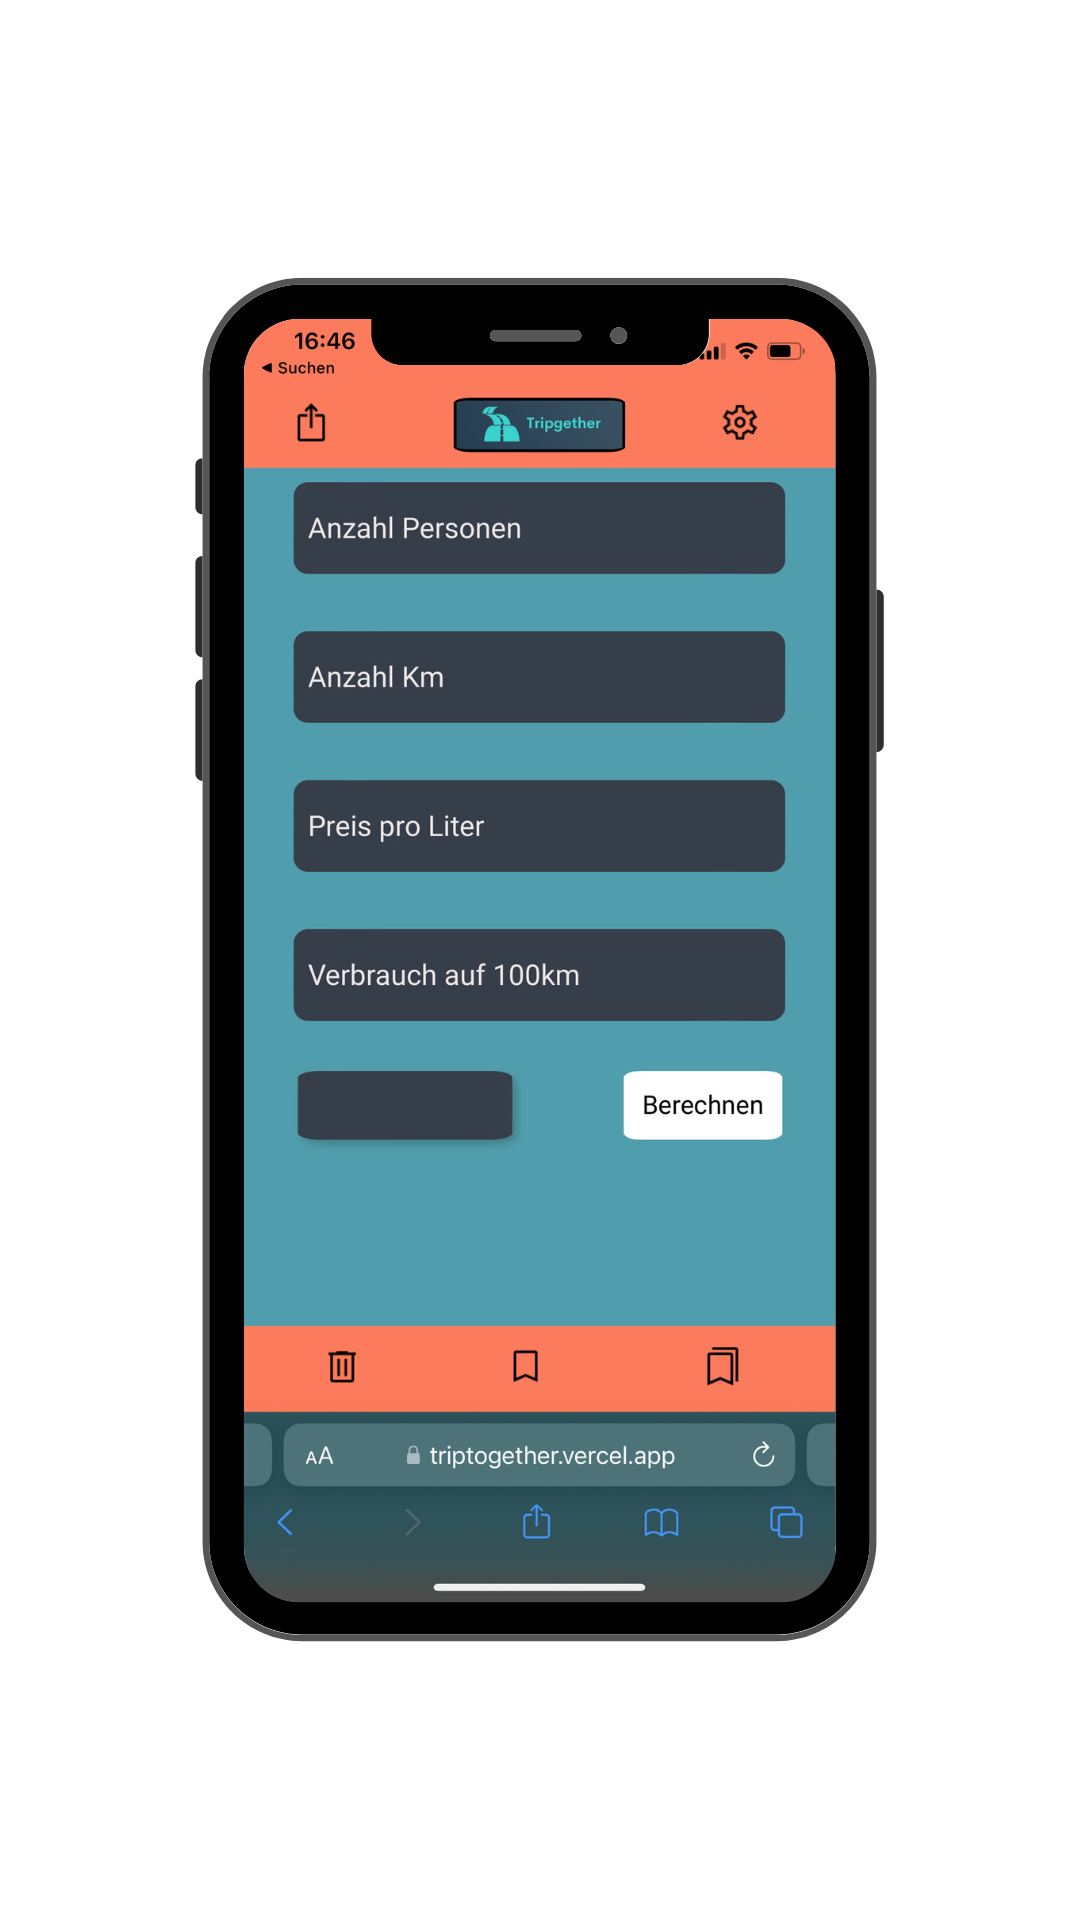 16:46
◀ Suchen
Tripgether
Anzahl Personen
Anzahl Km
Preis pro Liter
Verbrauch auf 100km
Berechnen
AA
triptogether.vercel.app